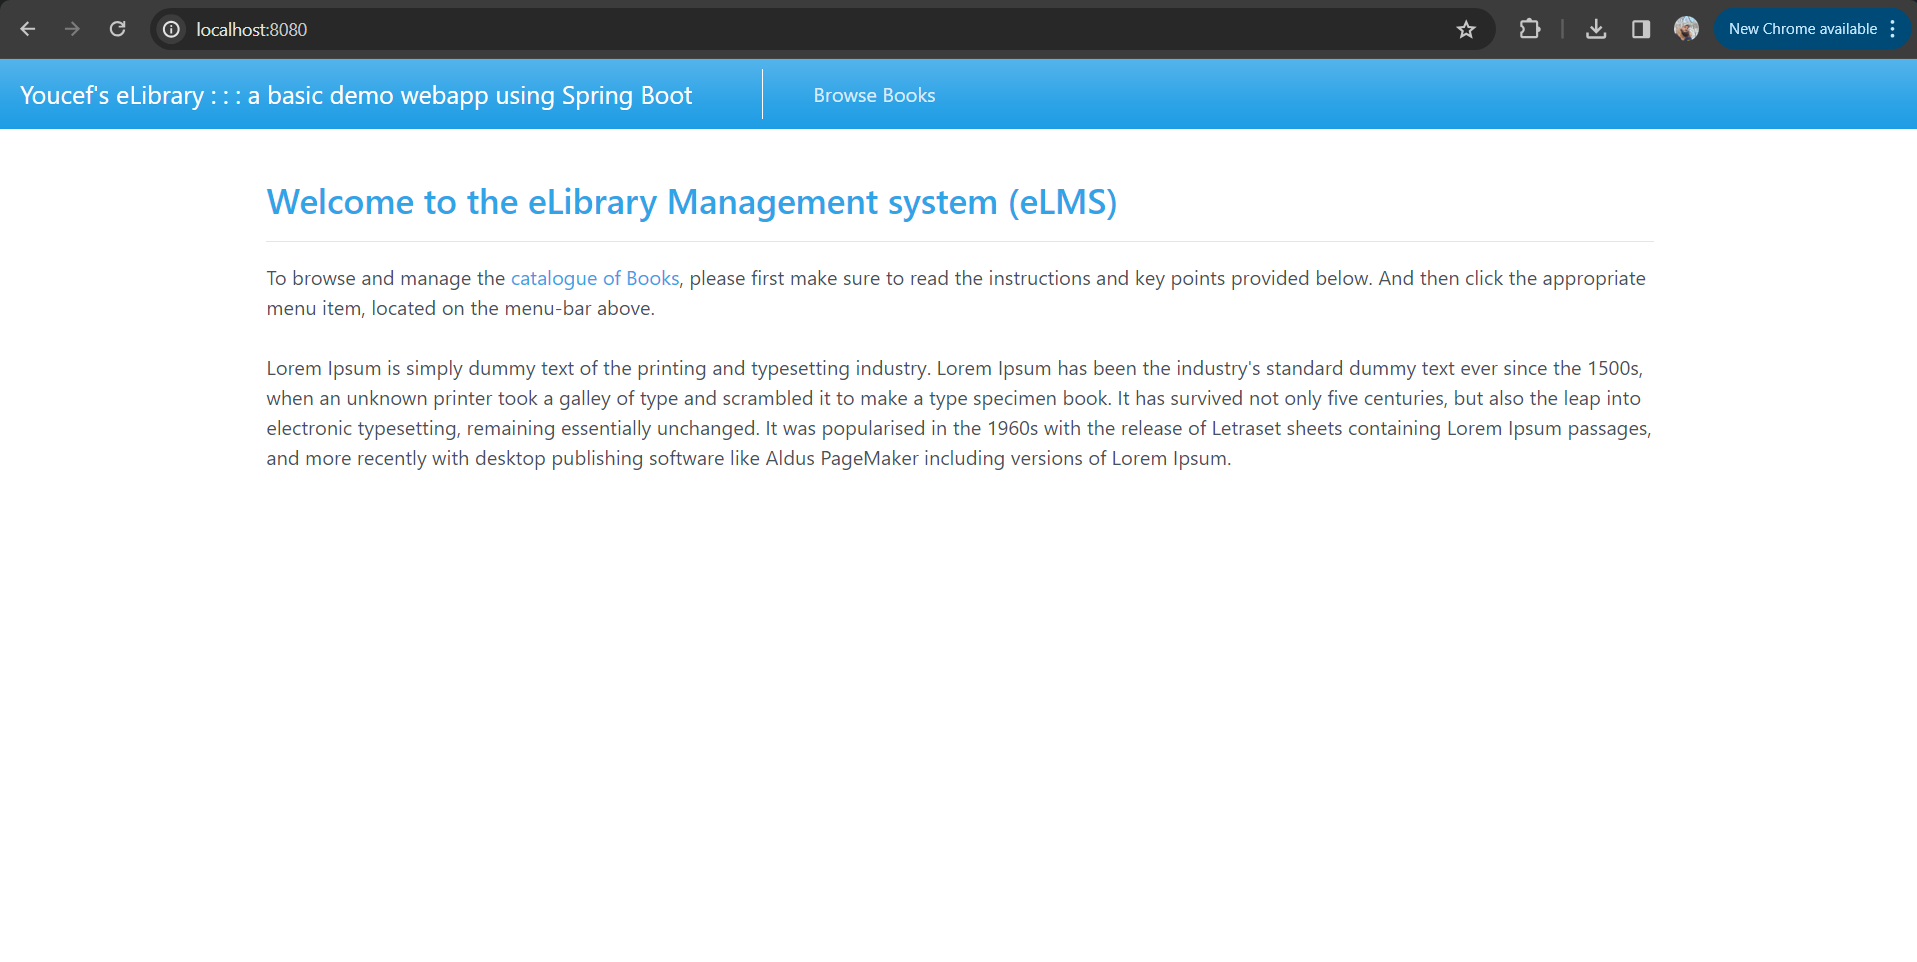 localhost:8080
New Chrome available
Youcef's eLibrary : : : a basic demo webapp using Spring Boot
Browse Books
Welcome to the eLibrary Management system (eLMS)
To browse and manage the catalogue of Books, please first make sure to read the instructions and key points provided below. And then click the appropriate
menu item, located on the menu-bar above.
Lorem Ipsum is simply dummy text of the printing and typesetting industry. Lorem Ipsum has been the industry's standard dummy text ever since the 1500s,
when an unknown printer took a galley of type and scrambled it to make a type specimen book. It has survived not only five centuries, but also the leap into
electronic typesetting, remaining essentially unchanged. It was popularised in the 1960s with the release of Letraset sheets containing Lorem Ipsum passages,
and more recently with desktop publishing software like Aldus PageMaker including versions of Lorem Ipsum.